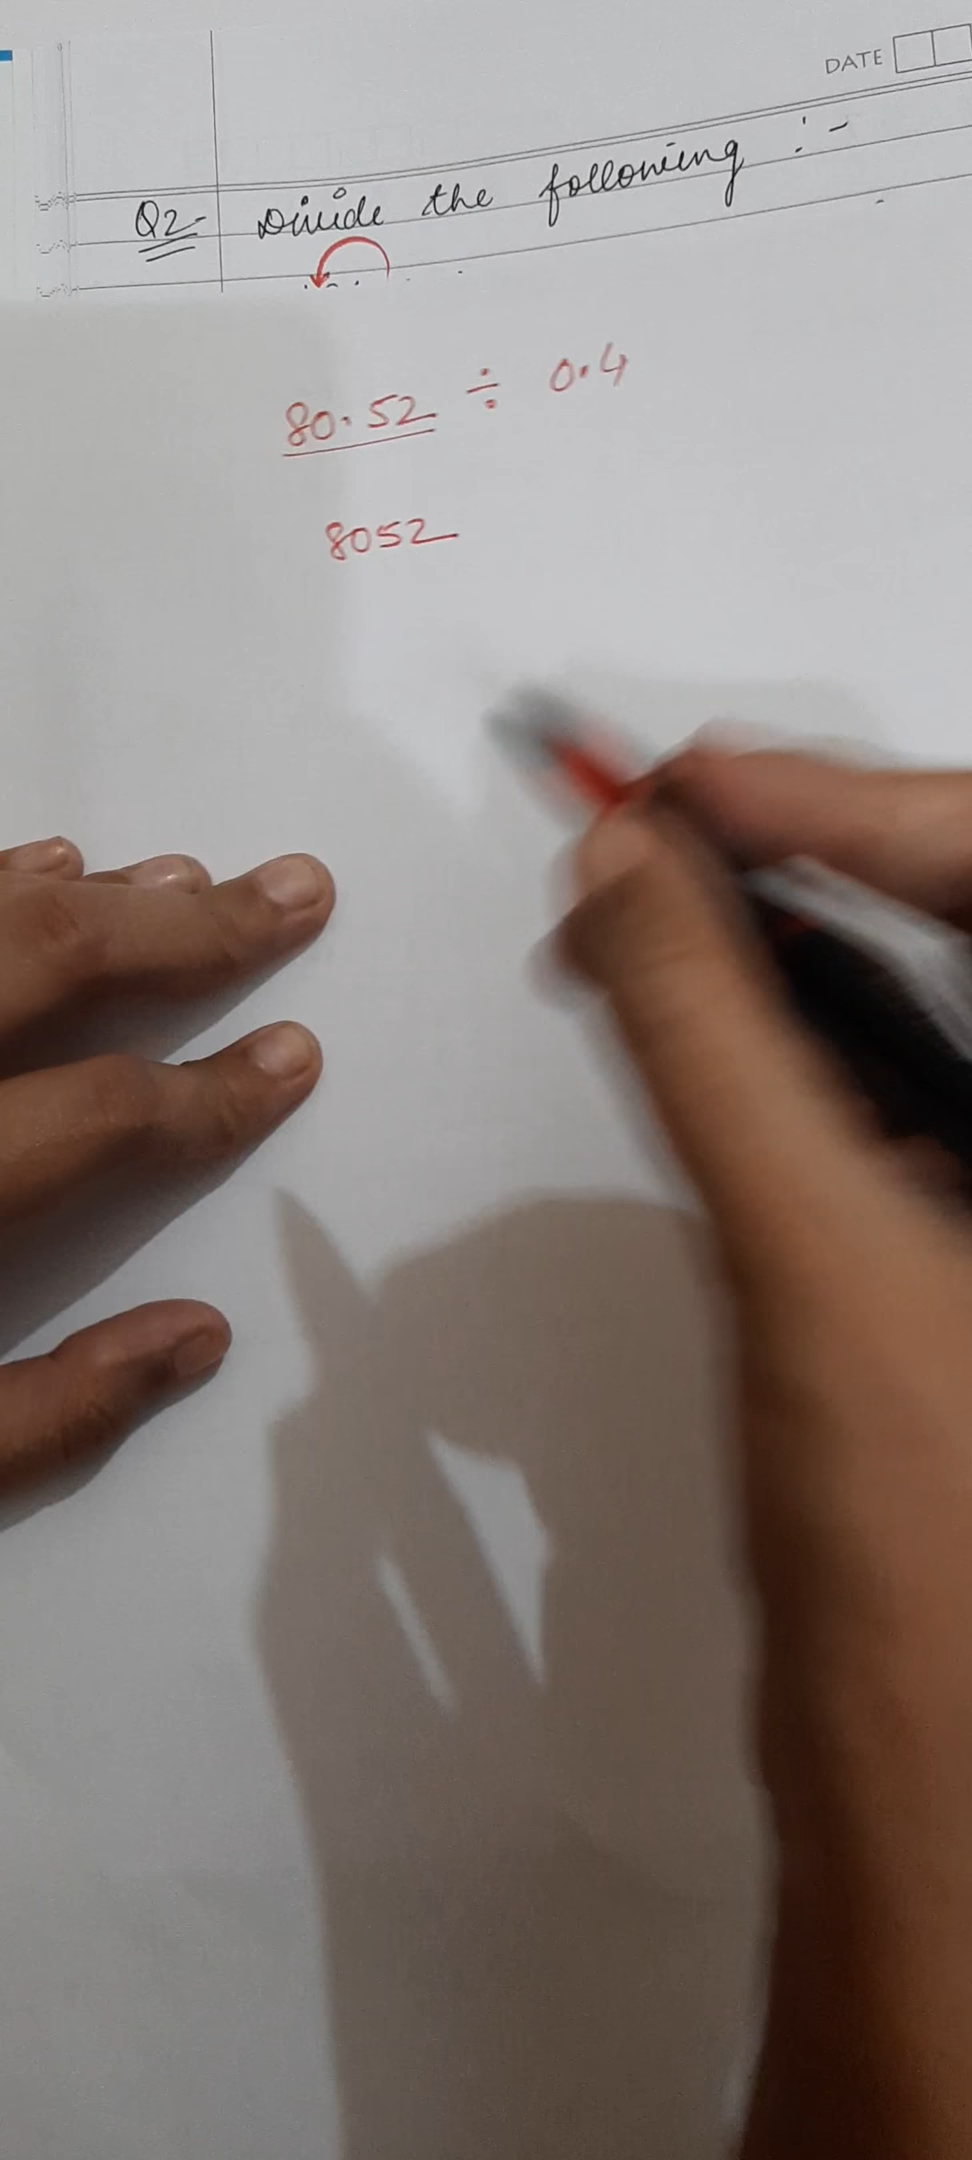 DATE
Q2- Divide the following :-
80.52 ÷ 0.4
8052